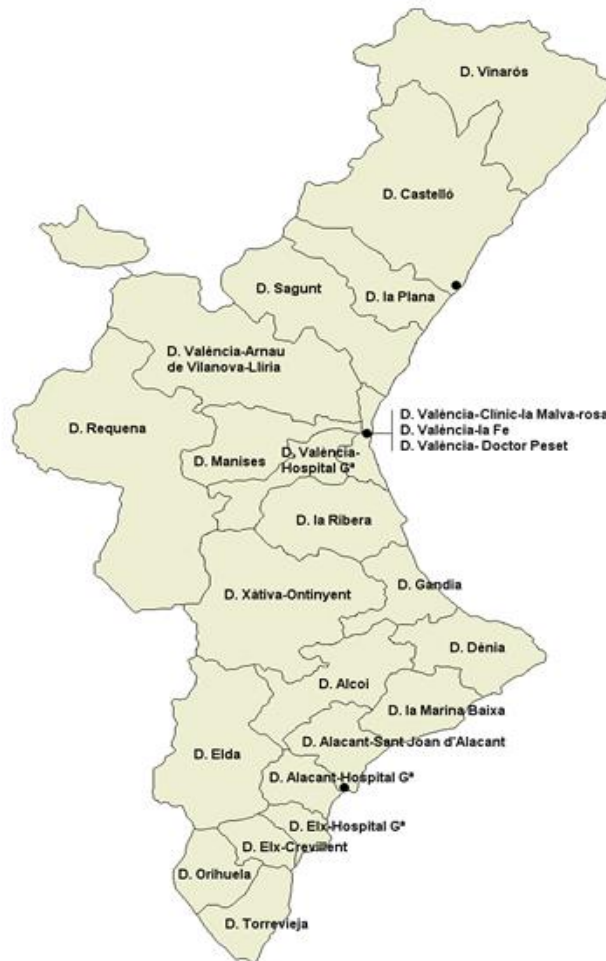 D. Vinarós
D. Castelló
D. Sagunt
D. la Plana
D. València-Arnau
de Vilanova-Llíria
D. València-Clínic-la Malva-rosa
D. València-la Fe
D. València- Doctor Peset
D. Requena
D. Manises
D. València-
Hospital Gª
D. la Ribera
D. Xàtiva-Ontinyent
D. Gandia
D. Dénia
D. Alcoi
D. la Marina Baixa
D. Alacant-Sant Joan d'Alacant
D. Elda
D. Alacant-Hospital Gª
D. Elx-Hospital Gª
D. Elx-Crevillent
D. Orihuela
D. Torrevieja